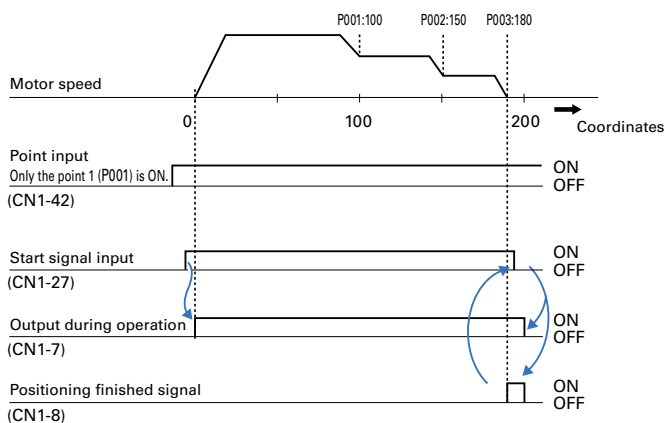 P001:100 P002:150 P003:180
Motor speed
0 100 200
Coordinates
Point input
Only the point 1 (P001) is ON.
(CN1-42)
ON
OFF
Start signal input
(CN1-27)
ON
OFF
Output during operation
(CN1-7)
ON
OFF
Positioning finished signal
(CN1-8)
ON
OFF